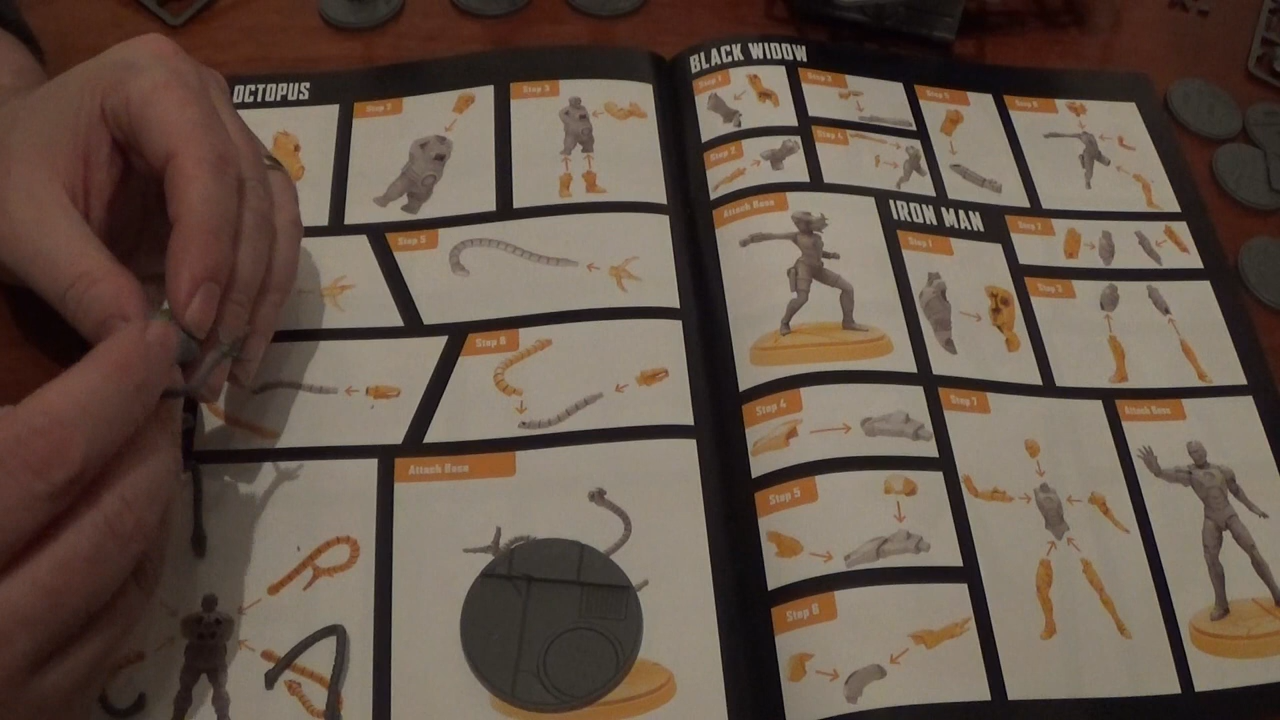 OCTOPUS
Step 2
Step 3
Step 5
Step 6
Attach Base
BLACK WIDOW
Step 1
Step 3
Step 5
Step 2
Step 4
Attach Base
IRON MAN
Step 1
Step 3
Step 4
Step 7
Attach Base
Step 5
Step 6